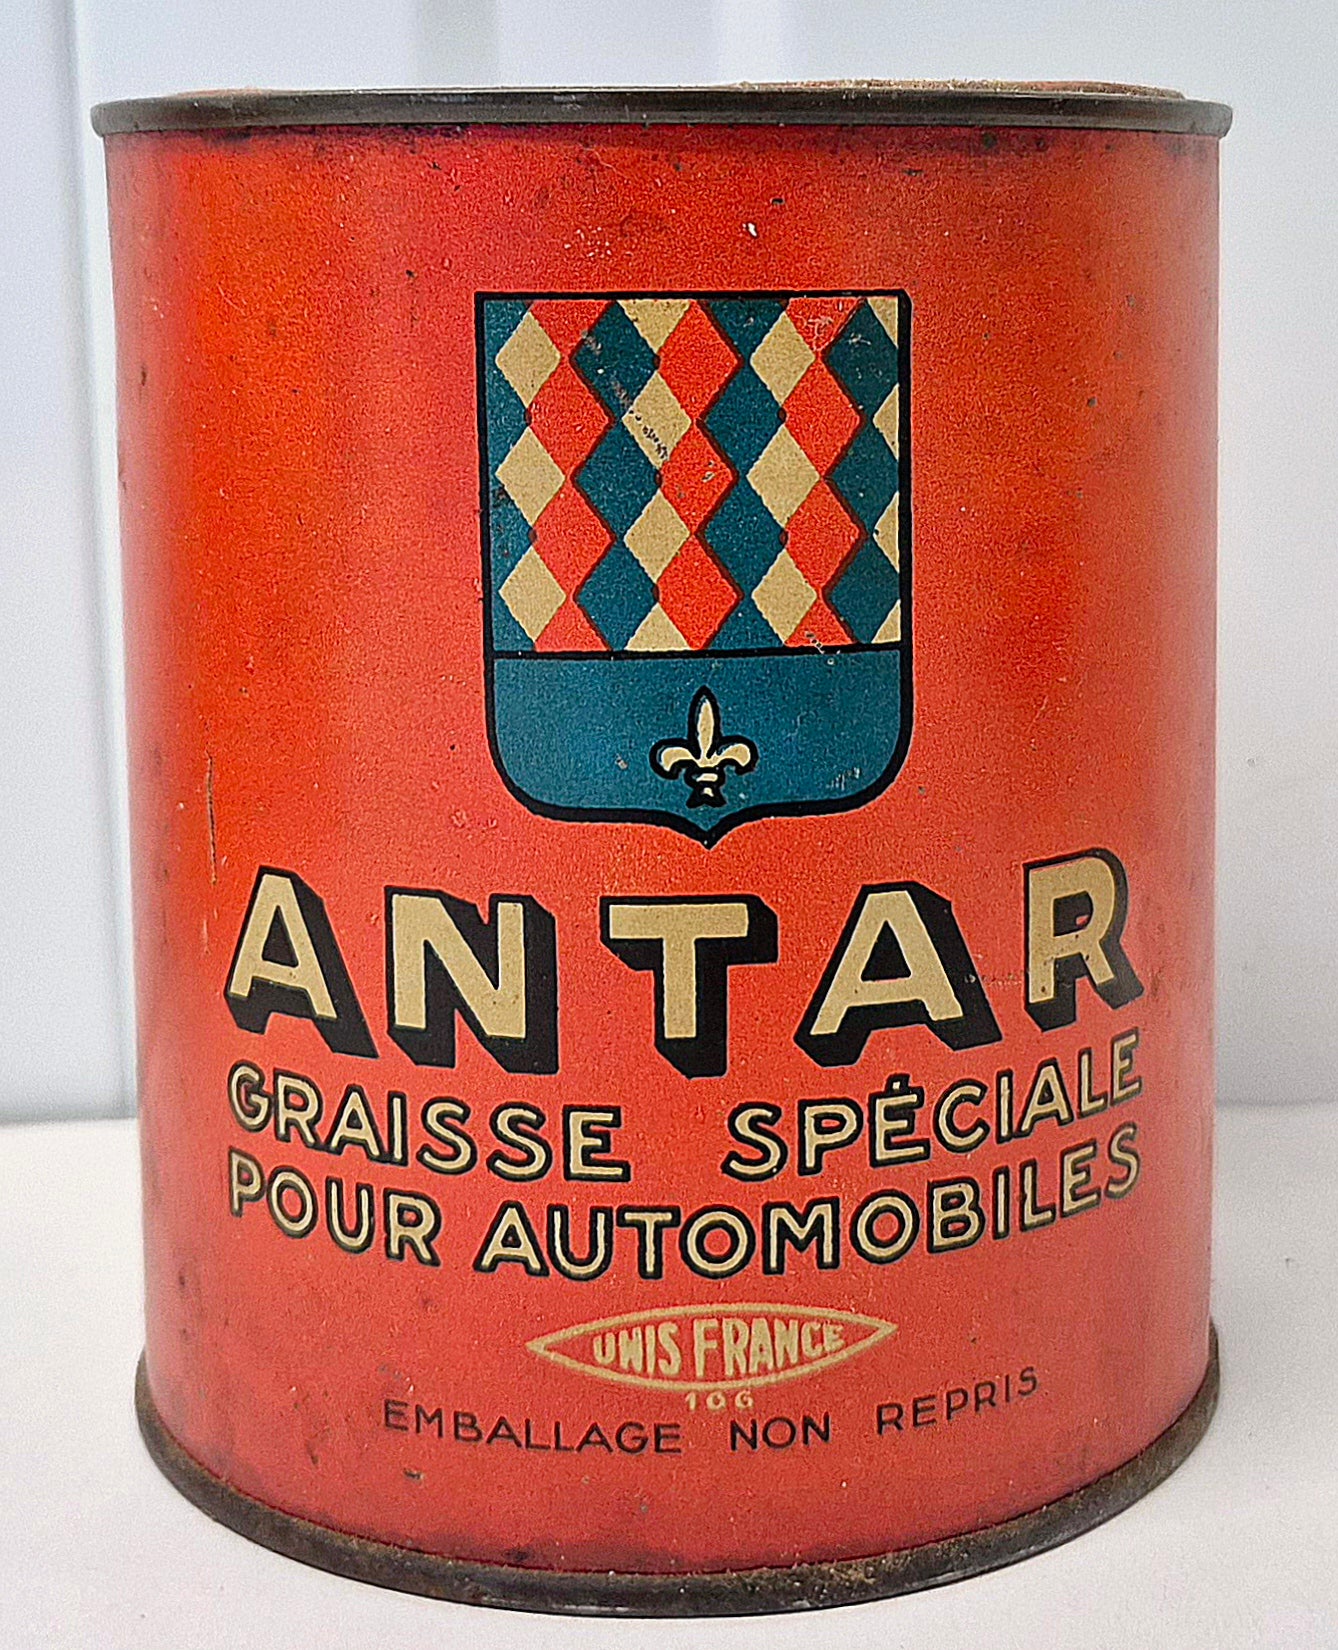 ANTAR
GRAISSE SPÉCIALE
POUR AUTOMOBILES
UNIS FRANCE
106
EMBALLAGE NON REPRIS